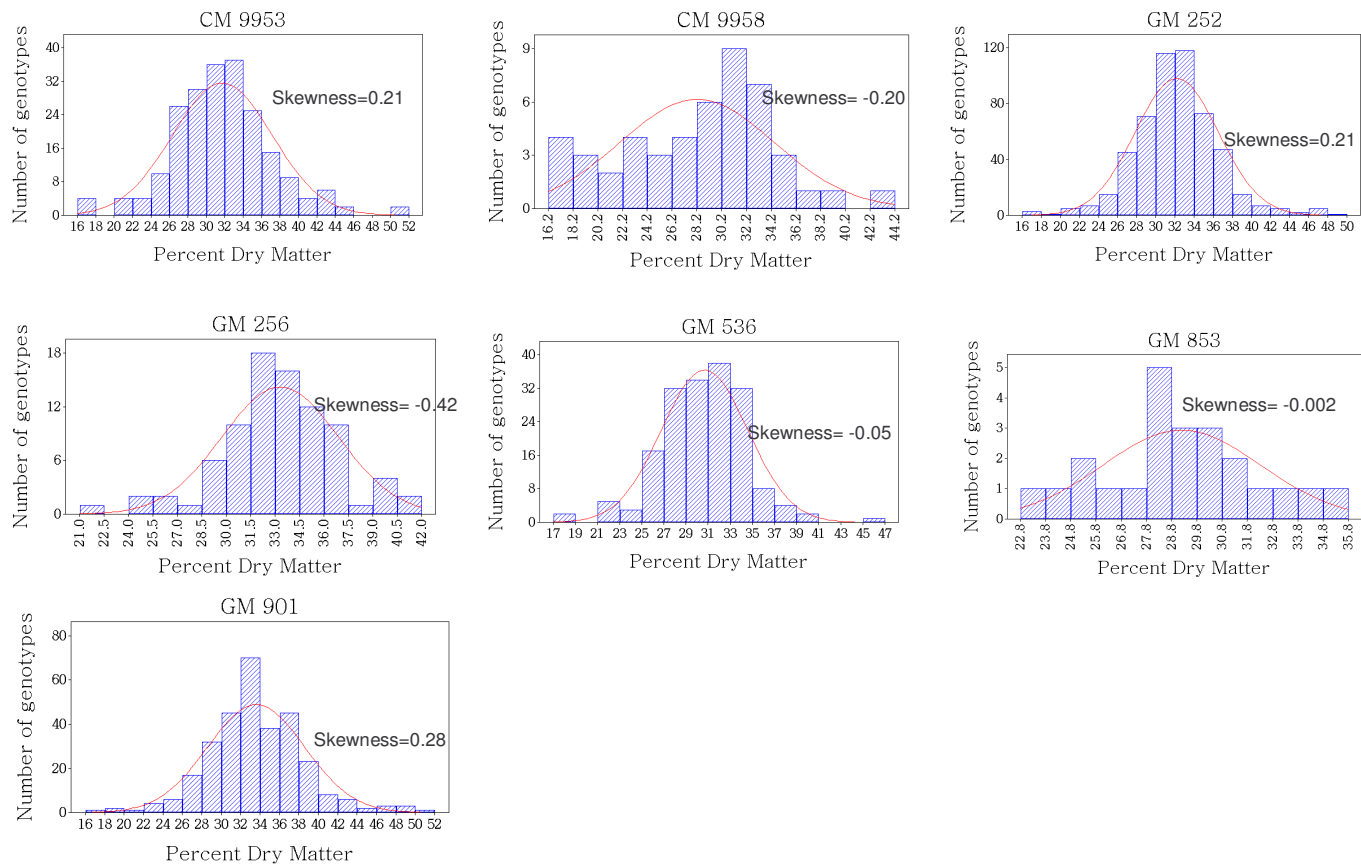 CM 9953
Number of genotypes
40
32
24
16
8
0
Skewness=0.21
16 18 20 22 24 26 28 30 32 34 36 38 40 42 44 46 48 50 52
Percent Dry Matter
CM 9958
Number of genotypes
9
6
3
0
Skewness= -0.20
16.2 18.2 20.2 22.2 24.2 26.2 28.2 30.2 32.2 34.2 36.2 38.2 40.2 42.2 44.2
Percent Dry Matter
GM 252
Number of genotypes
120
80
40
0
Skewness=0.21
16 18 20 22 24 26 28 30 32 34 36 38 40 42 44 46 48 50
Percent Dry Matter
GM 256
Number of genotypes
18
12
6
0
Skewness= -0.42
21.0 22.5 24.0 25.5 27.0 28.5 30.0 31.5 33.0 34.5 36.0 37.5 39.0 40.5 42.0
Percent Dry Matter
GM 536
Number of genotypes
40
32
24
16
8
0
Skewness= -0.05
17 19 21 23 25 27 29 31 33 35 37 39 41 43 45 47
Percent Dry Matter
GM 853
Number of genotypes
5
4
3
2
1
0
Skewness= -0.002
22.8 23.8 24.8 25.8 26.8 27.8 28.8 29.8 30.8 31.8 32.8 33.8 34.8 35.8
Percent Dry Matter
GM 901
Number of genotypes
80
60
40
20
0
Skewness=0.28
16 18 20 22 24 26 28 30 32 34 36 38 40 42 44 46 48 50 52
Percent Dry Matter